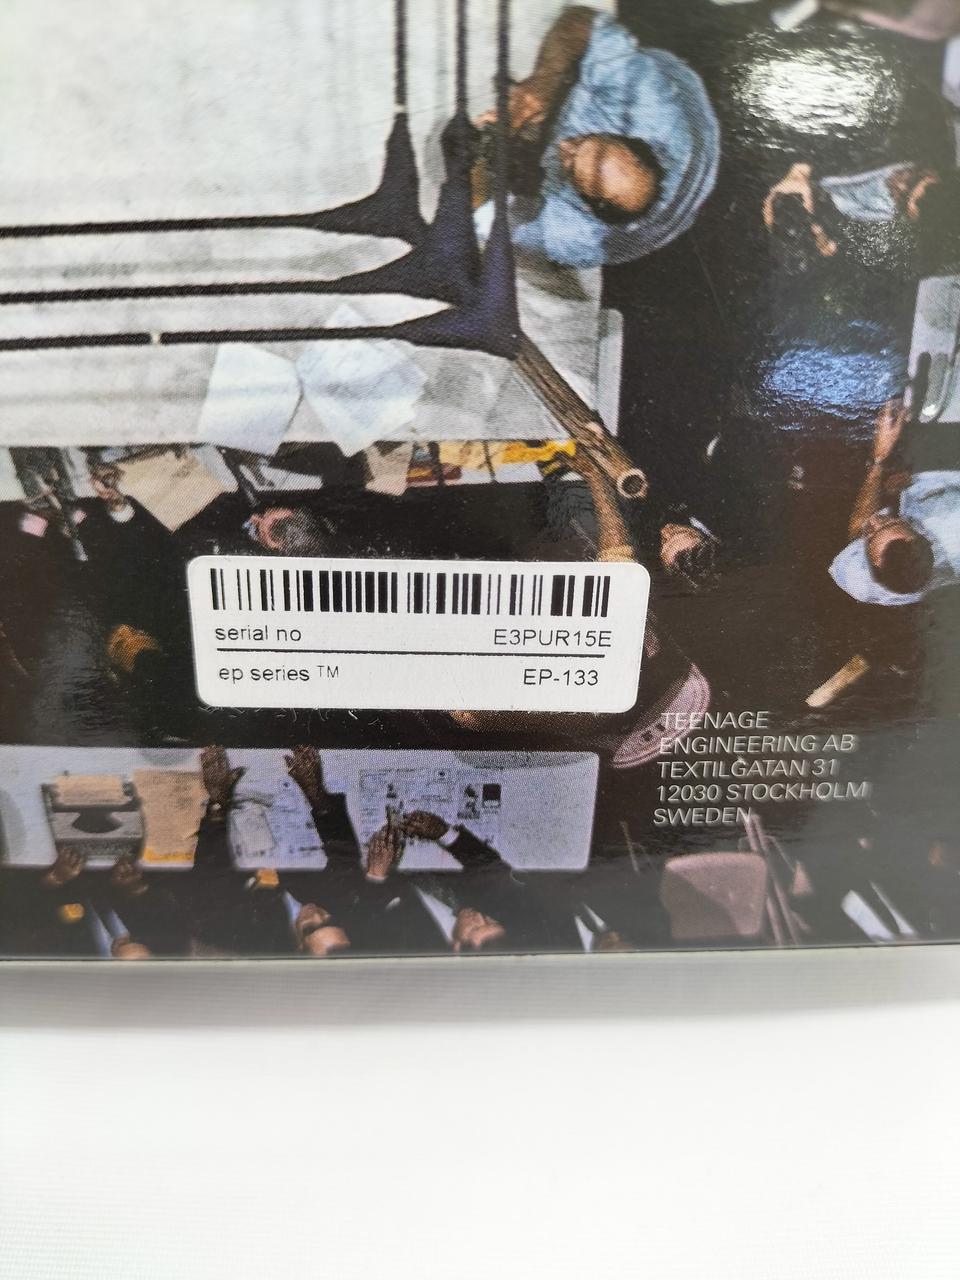 serial no E3PUR15E
ep series ™ EP-133
TEENAGE
ENGINEERING AB
TEXTILGATAN 31
12030 STOCKHOLM
SWEDEN